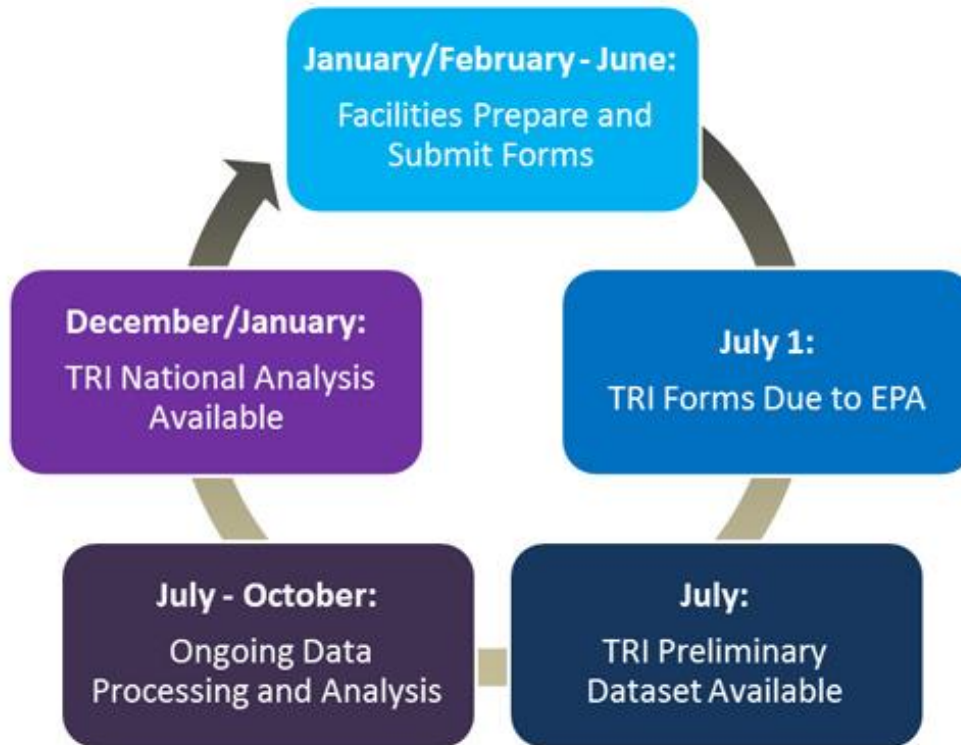 January/February - June:
Facilities Prepare and
Submit Forms
July 1:
TRI Forms Due to EPA
July:
TRI Preliminary
Dataset Available
July - October:
Ongoing Data
Processing and Analysis
December/January:
TRI National Analysis
Available